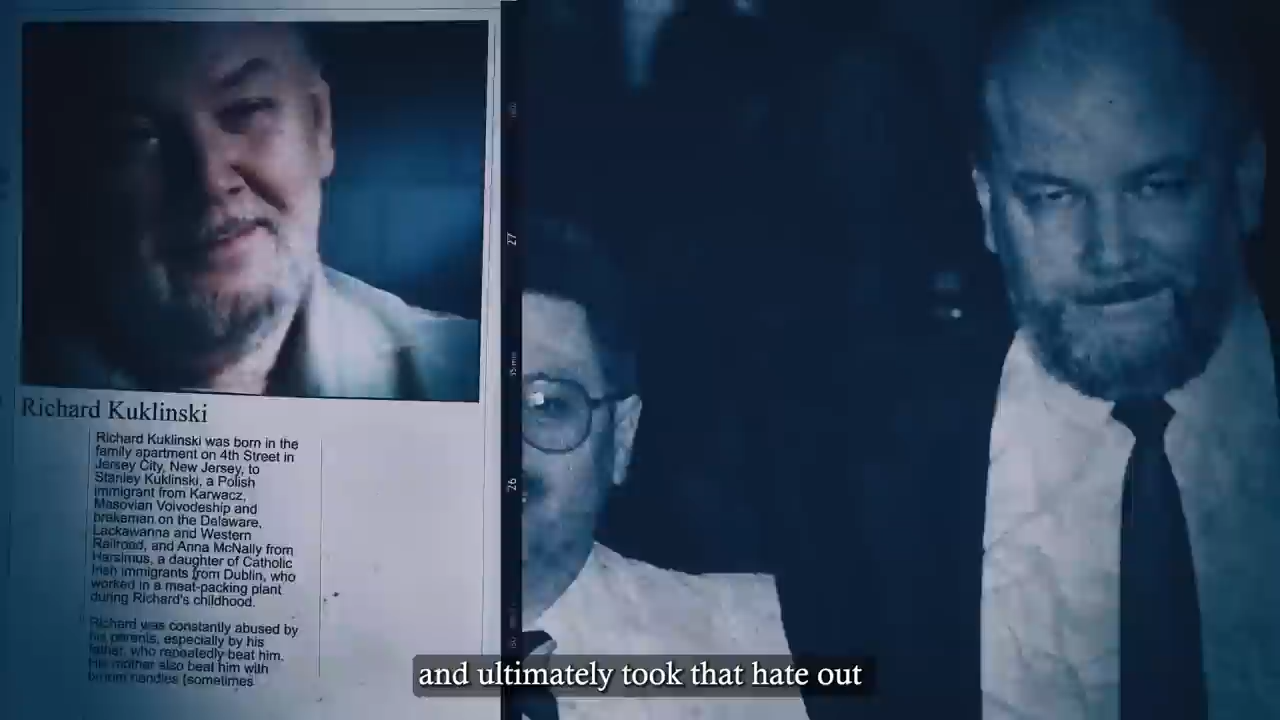 Richard Kuklinski
Richard Kuklinski was born in the
family apartment on 4th Street in
Jersey City, New Jersey, to
Stanley Kuklinski, a Polish
immigrant from Karwacz,
Masovian Voivodeship and
brakeman on the Delaware,
Lackawanna and Western
Railroad, and Anna McNally from
Harsimus, a daughter of Catholic
Irish immigrants from Dublin, who
worked in a meat-packing plant
during Richard's childhood.
Richard was constantly abused by
his parents, especially by his
father, who repeatedly beat him.
His mother also beat him with
broom handles (sometimes
27
26
and ultimately took that hate out